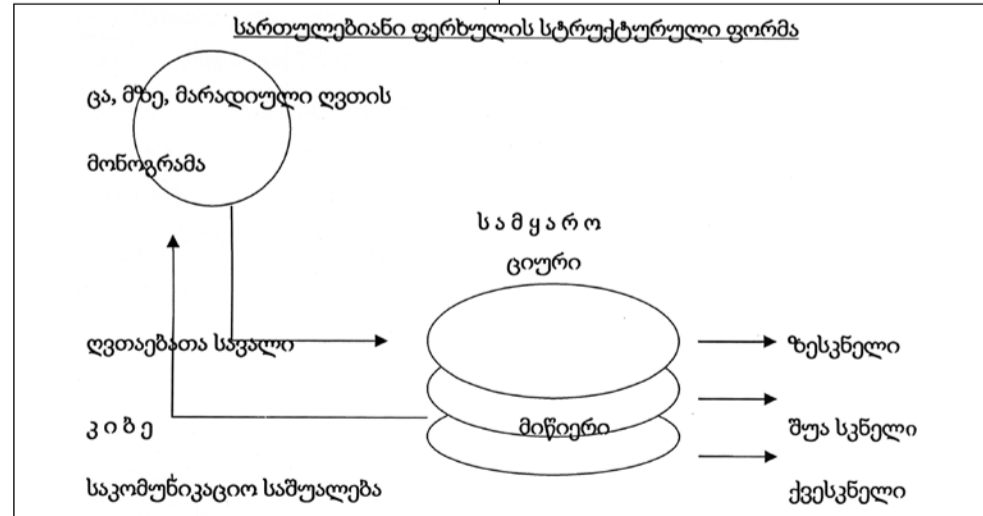 სართულებიანი ფერხულის სტრუქტურული ფორმა
ცა, მზე, მარადიული ღვთის
მონოგრამა
ს ა მ ყ ა რ ო
ციური
ღვთაებათა სავალი
ზესკნელი
კ ი ბ ე
მიწიერი
შუა სკნელი
საკომუნიკაციო საშუალება
ქვესკნელი